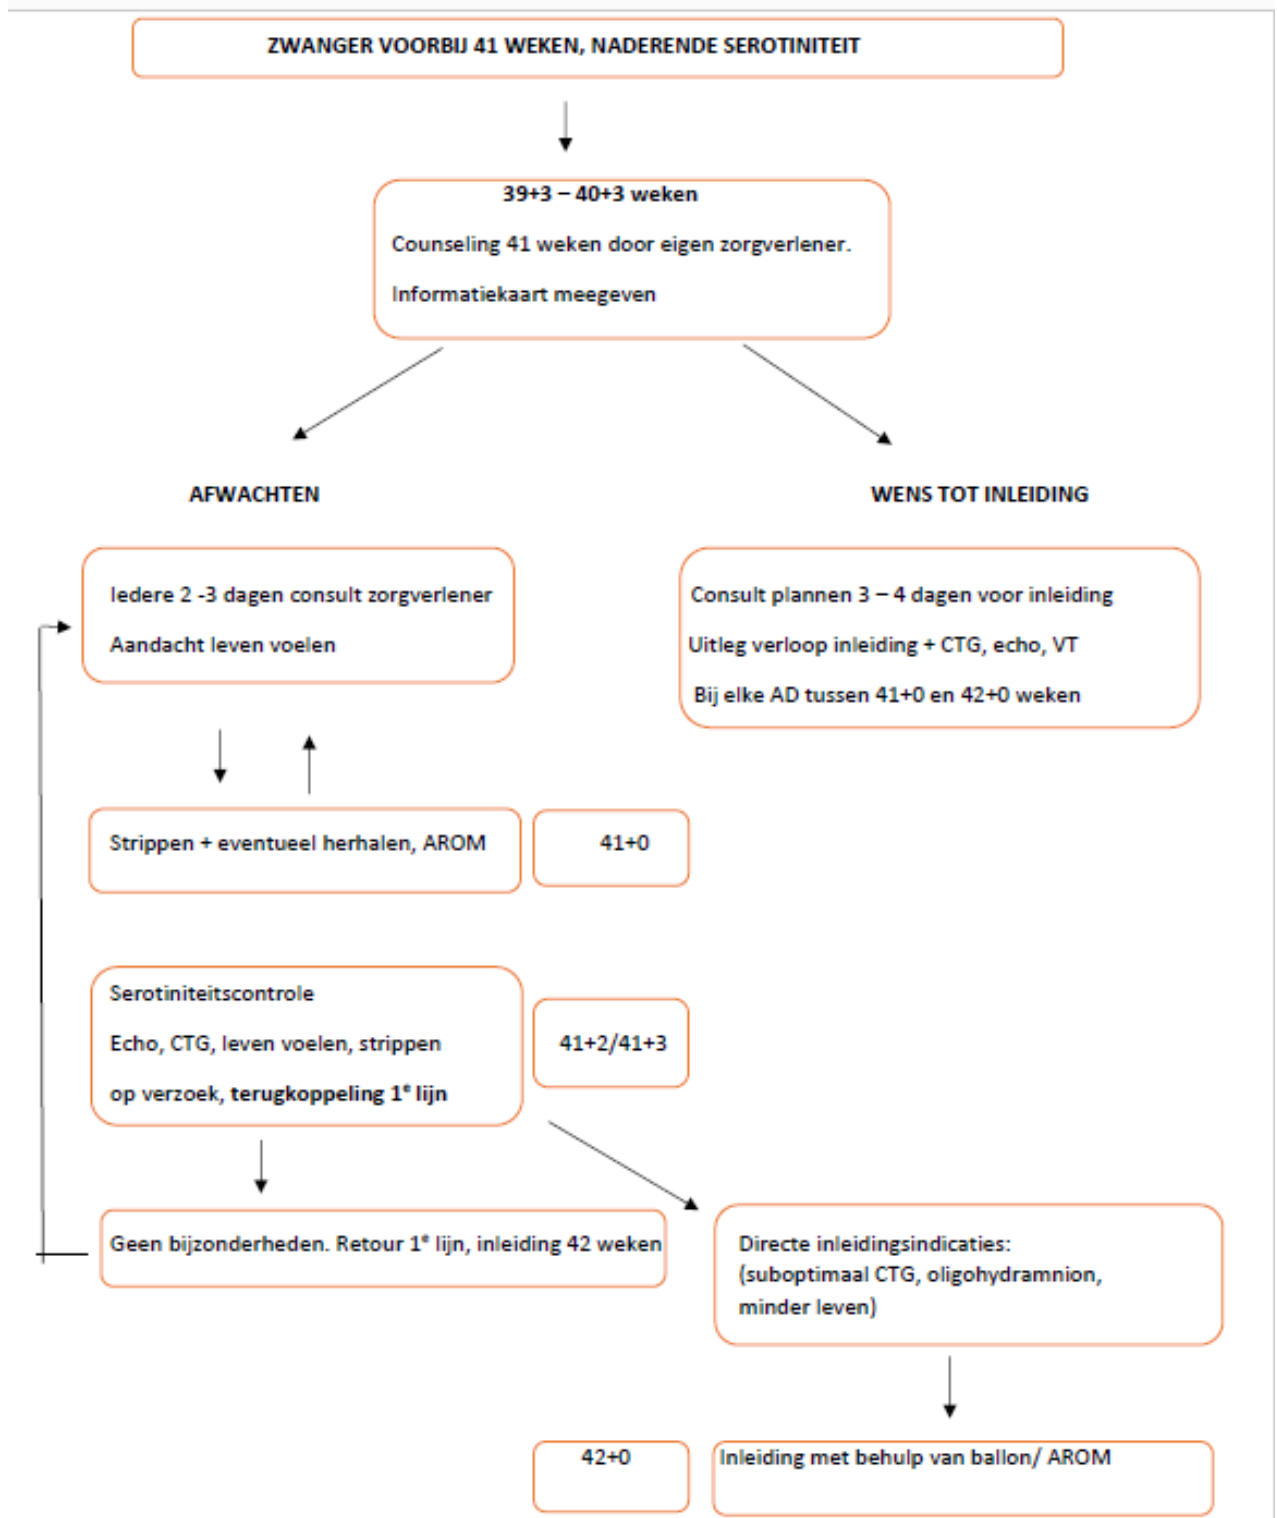 ZWANGER VOORBIJ 41 WEKEN, NADERENDE SEROTINITEIT
39+3 – 40+3 weken
Counseling 41 weken door eigen zorgverlener.
Informatiekaart meegeven
AFWACHTEN
WENS TOT INLEIDING
Iedere 2 -3 dagen consult zorgverlener
Aandacht leven voelen
Consult plannen 3 – 4 dagen voor inleiding
Uitleg verloop inleiding + CTG, echo, VT
Bij elke AD tussen 41+0 en 42+0 weken
Strippen + eventueel herhalen, AROM
41+0
Serotiniteitscontrole
Echo, CTG, leven voelen, strippen
op verzoek, terugkoppeling 1ᵉ lijn
41+2/41+3
Geen bijzonderheden. Retour 1ᵉ lijn, inleiding 42 weken
Directe inleidingsindicaties:
(suboptimaal CTG, oligohydramnion,
minder leven)
42+0
Inleiding met behulp van ballon/ AROM